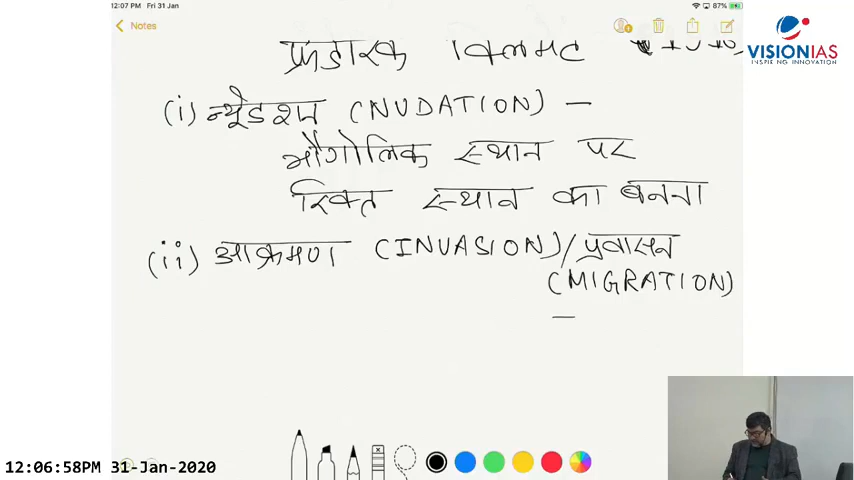 12:07 PM Fri 31 Jan
87%
Notes
VISIONIAS
INSPIRING INNOVATION
फ्रेडरिक
(i) न्यूडेशन (NUDATION) —
भौगोलिक स्थान पर
रिक्त स्थान का बनना
(ii) आक्रमण (INVASION)/प्रवासन
(MIGRATION)
—
12:06:58PM 31-Jan-2020